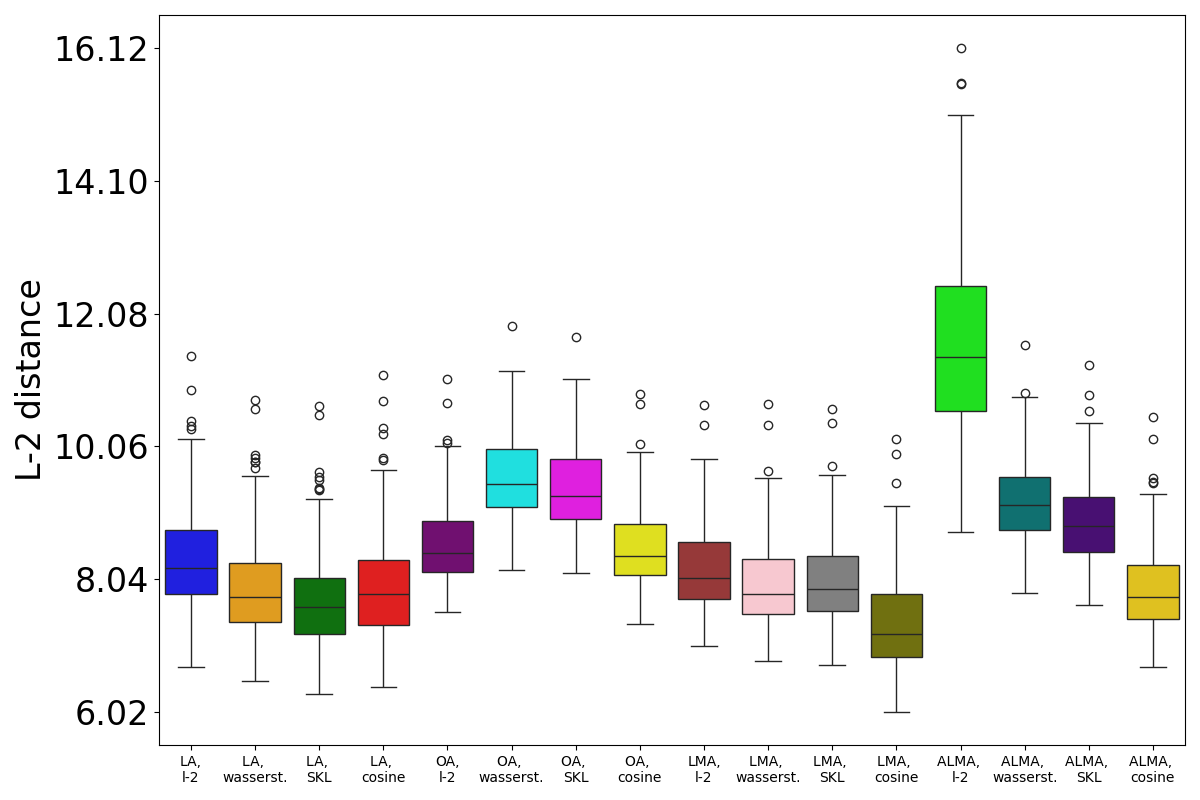 L-2 distance
16.12
14.10
12.08
10.06
8.04
6.02
LA,
l-2
LA,
wasserst.
LA,
SKL
LA,
cosine
OA,
l-2
OA,
wasserst.
OA,
SKL
OA,
cosine
LMA,
l-2
LMA,
wasserst.
LMA,
SKL
LMA,
cosine
ALMA,
l-2
ALMA,
wasserst.
ALMA,
SKL
ALMA,
cosine